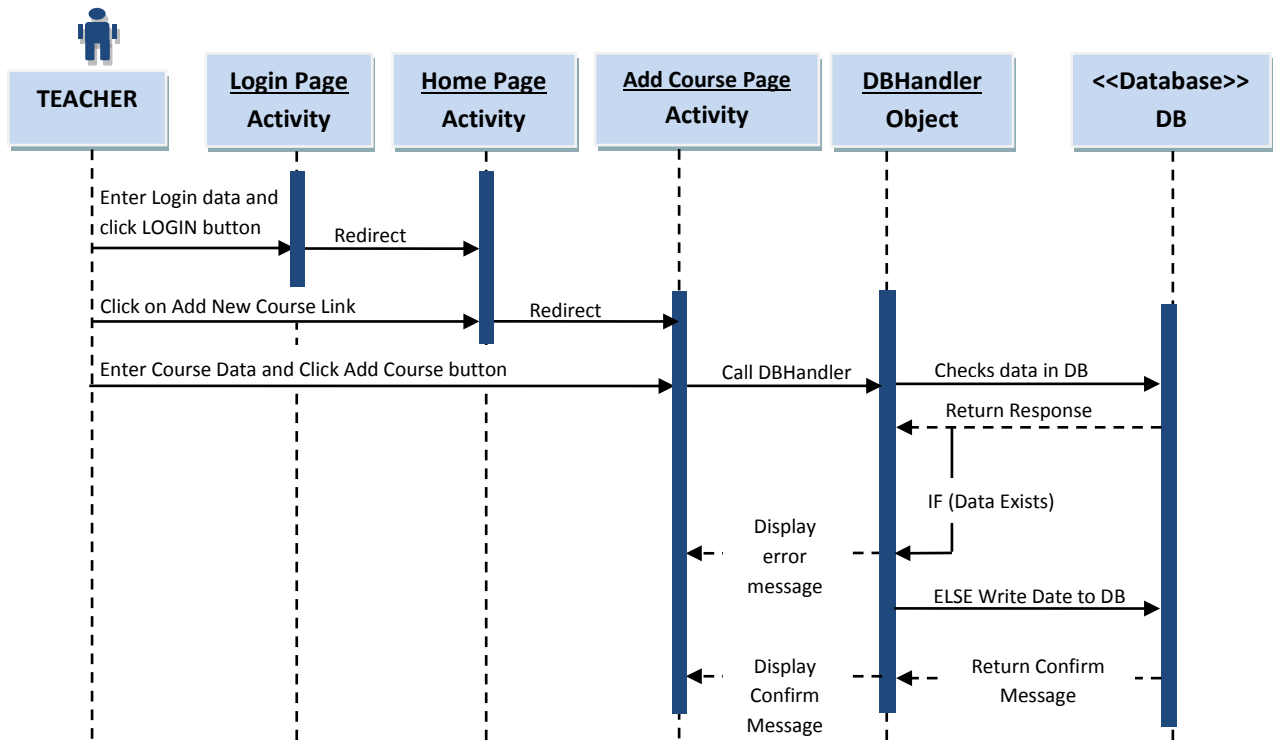 TEACHER
Login Page
Activity
Home Page
Activity
Add Course Page
Activity
DBHandler
Object
<<Database>>
DB
Enter Login data and
click LOGIN button
Redirect
Click on Add New Course Link
Redirect
Enter Course Data and Click Add Course button
Call DBHandler
Checks data in DB
Return Response
IF (Data Exists)
Display
error
message
ELSE Write Date to DB
Display
Confirm
Message
Return Confirm
Message